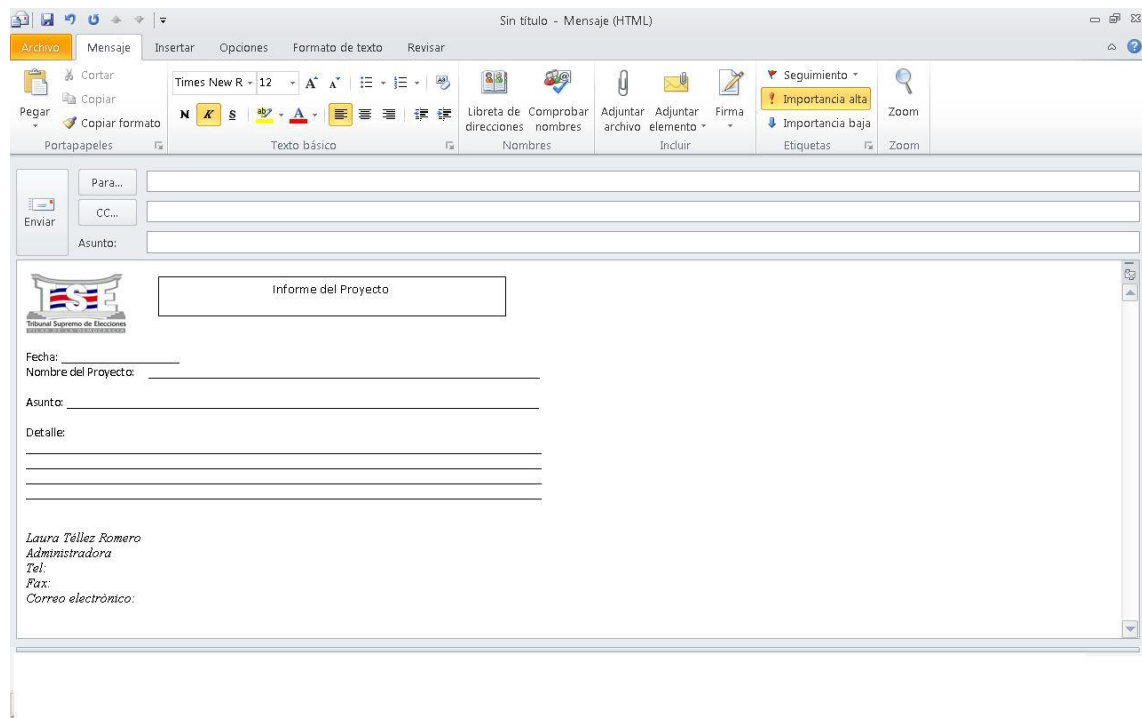 Sin título - Mensaje (HTML)
Archivo Mensaje Insertar Opciones Formato de texto Revisar
Pegar
Cortar
Copiar
Copiar formato
Portapapeles
Times New R 12
N K S
Texto básico
Libreta de direcciones
Comprobar nombres
Nombres
Adjuntar archivo
Adjuntar elemento
Firma
Incluir
Seguimiento
Importancia alta
Importancia baja
Etiquetas
Zoom
Zoom
Enviar
Para...
CC...
Asunto:
TSE
Tribunal Supremo de Elecciones
Informe del Proyecto
Fecha:
Nombre del Proyecto:
Asunto:
Detalle:
Laura Téllez Romero
Administradora
Tel:
Fax:
Correo electrónico: